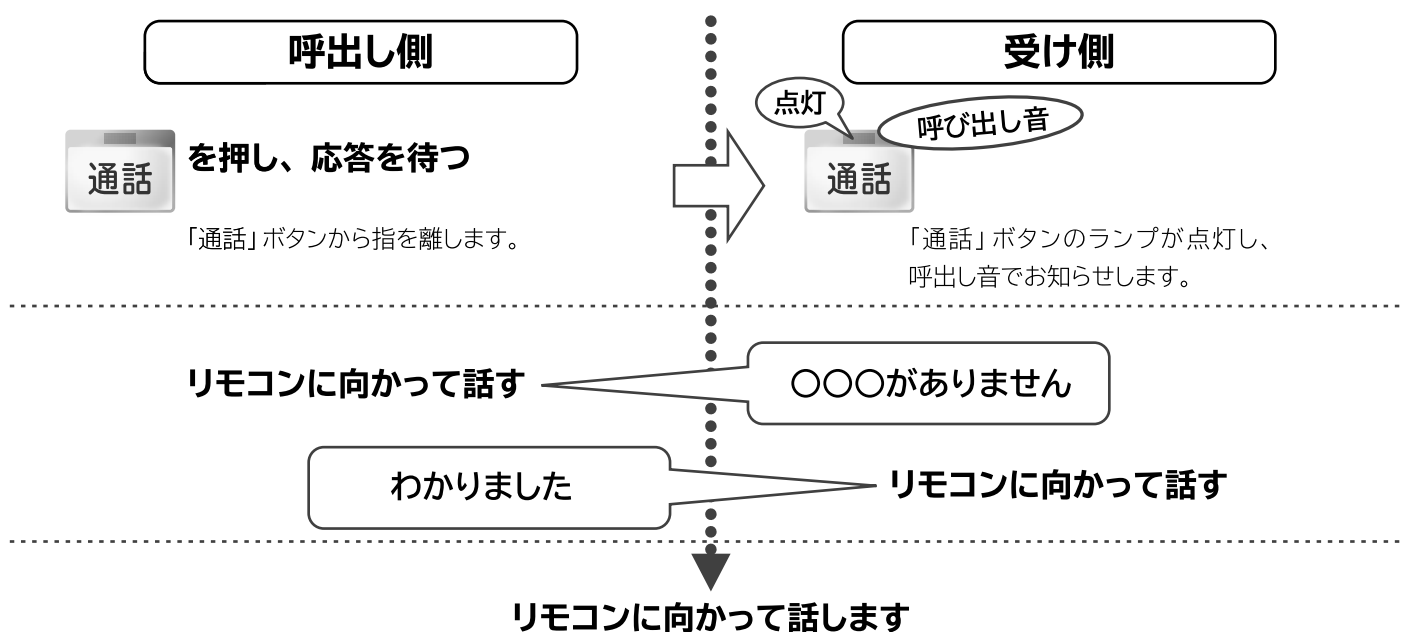 呼出し側
受け側
点灯
呼び出し音
通話
を押し、応答を待つ
通話
「通話」ボタンから指を離します。
「通話」ボタンのランプが点灯し、
呼出し音でお知らせします。
リモコンに向かって話す
〇〇〇がありません
わかりました
リモコンに向かって話す
リモコンに向かって話します